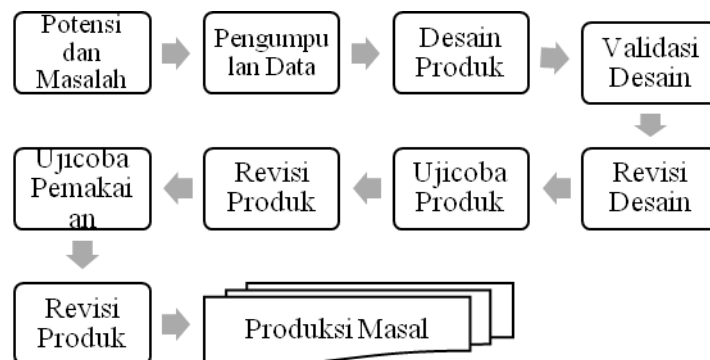 Potensi
dan
Masalah
Pengumpu
lan Data
Desain
Produk
Validasi
Desain
Revisi
Desain
Ujicoba
Produk
Revisi
Produk
Ujicoba
Pemakai
an
Revisi
Produk
Produksi Masal